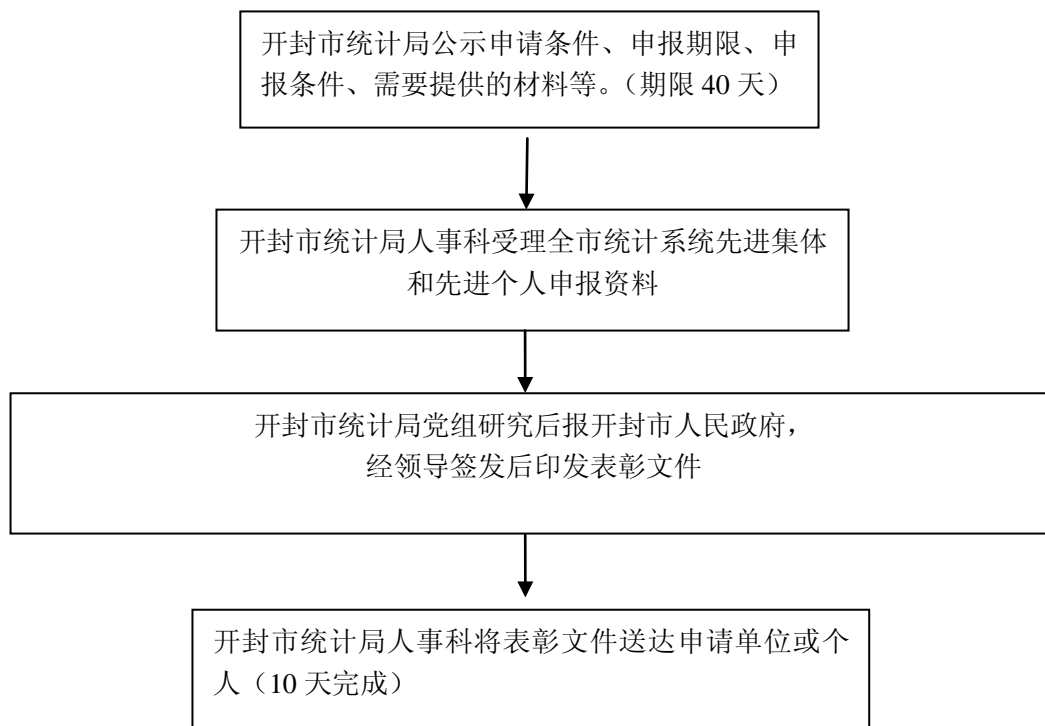 开封市统计局公示申请条件、申报期限、申
报条件、需要提供的材料等。（期限 40 天）
开封市统计局人事科受理全市统计系统先进集体
和先进个人申报资料
开封市统计局党组研究后报开封市人民政府，
经领导签发后印发表彰文件
开封市统计局人事科将表彰文件送达申请单位或个
人（10 天完成）